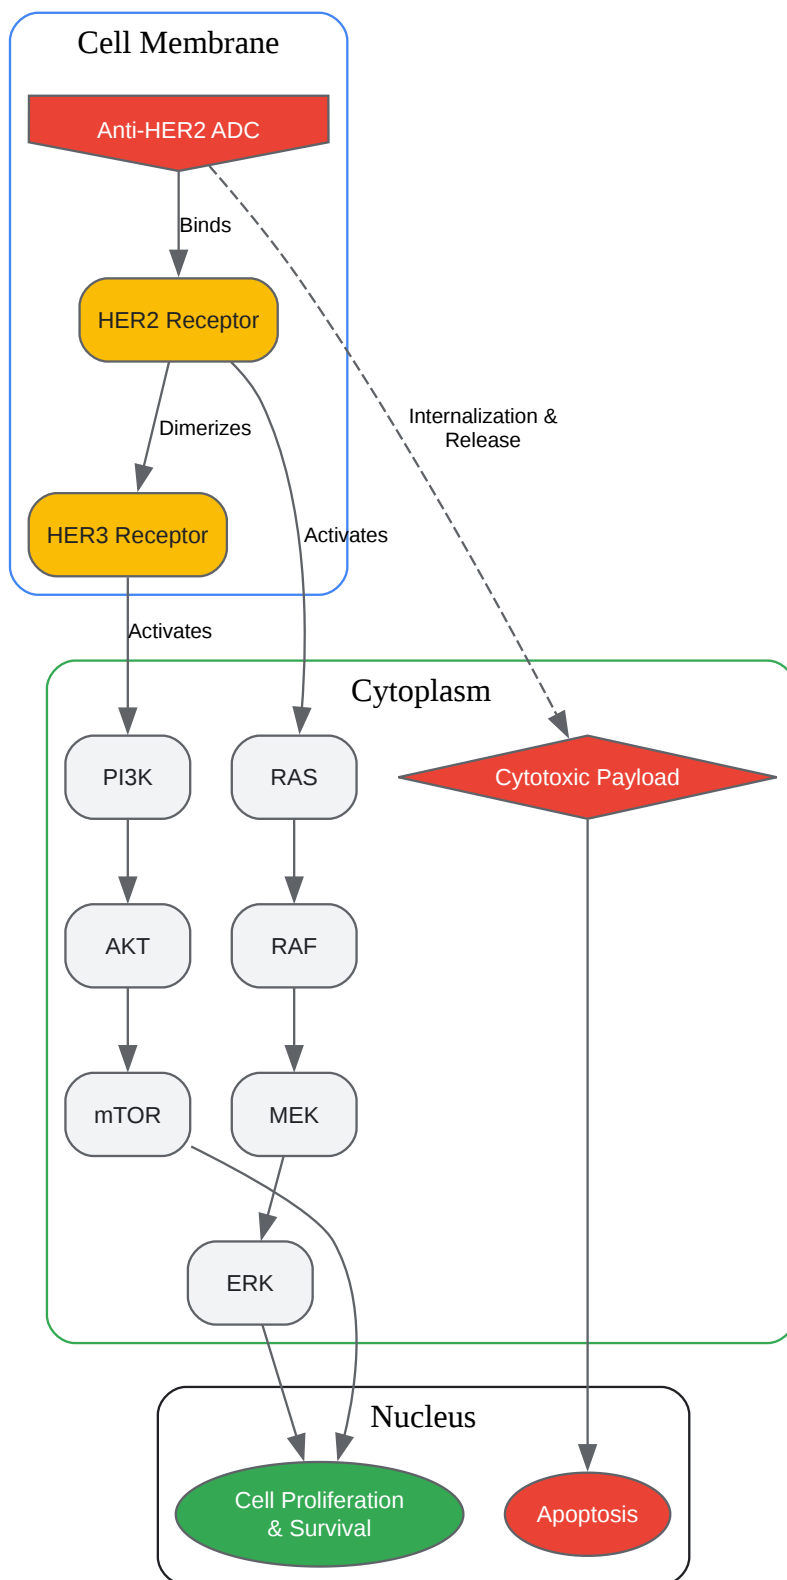 Cell Membrane
Anti-HER2 ADC
Binds
HER2 Receptor
Internalization &
Release
Dimerizes
HER3 Receptor
Activates
Activates
Cytoplasm
PI3K
RAS
Cytotoxic Payload
AKT
RAF
mTOR
MEK
ERK
Nucleus
Cell Proliferation
& Survival
Apoptosis